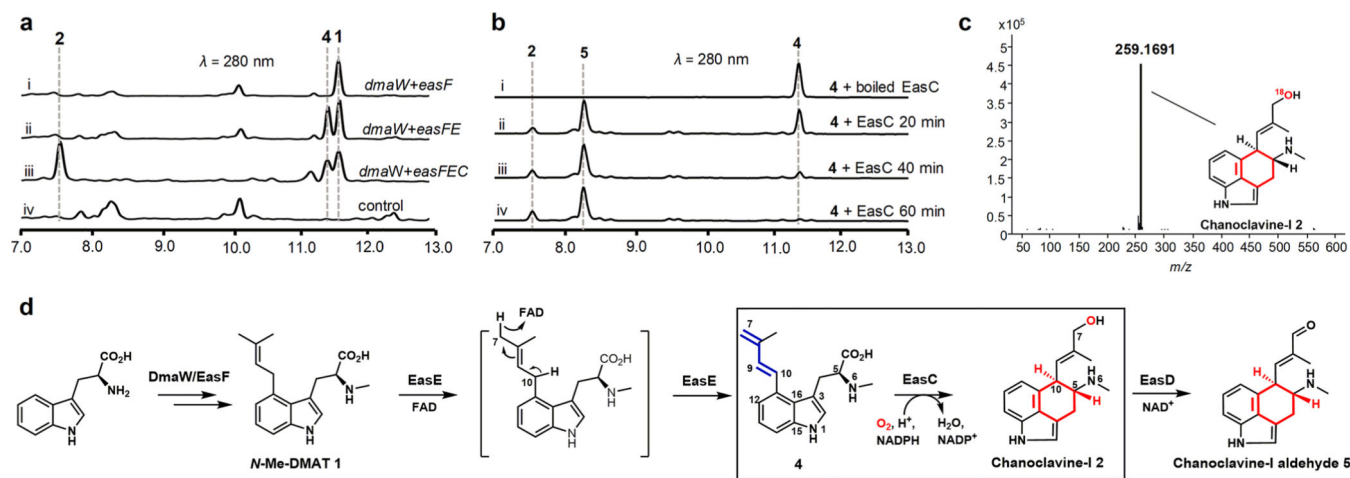 a
2
4 1
λ = 280 nm
i
dmaW+easF
ii
dmaW+easFE
iii
dmaW+easFEC
iv
control
7.0 8.0 9.0 10.0 11.0 12.0 13.0
b
2 5 4
λ = 280 nm
i
4 + boiled EasC
ii
4 + EasC 20 min
iii
4 + EasC 40 min
iv
4 + EasC 60 min
7.0 8.0 9.0 10.0 11.0 12.0 13.0
c
x10⁵
4.5
4
3.5
3
2.5
2
1.5
1
0.5
0
259.1691
¹⁸OH
H
H
N
H
HN
Chanoclavine-I 2
50 100 150 200 250 300 350 400 450 500 550 600
m/z
d
CO₂H
NH₂
N
H
DmaW/EasF
CO₂H
HN
N
H
N-Me-DMAT 1
EasE
FAD
H FAD
7
H
10
CO₂H
HN
N
H
EasE
7
9 10
12
CO₂H
5 6
HN
3
16
15
N 1
H
4
EasC
O₂, H⁺,
NADPH
H₂O,
NADP⁺
OH
7
H
10
H
N6
5
H
HN
Chanoclavine-I 2
EasD
NAD⁺
O
H
H
N
H
HN
Chanoclavine-I aldehyde 5